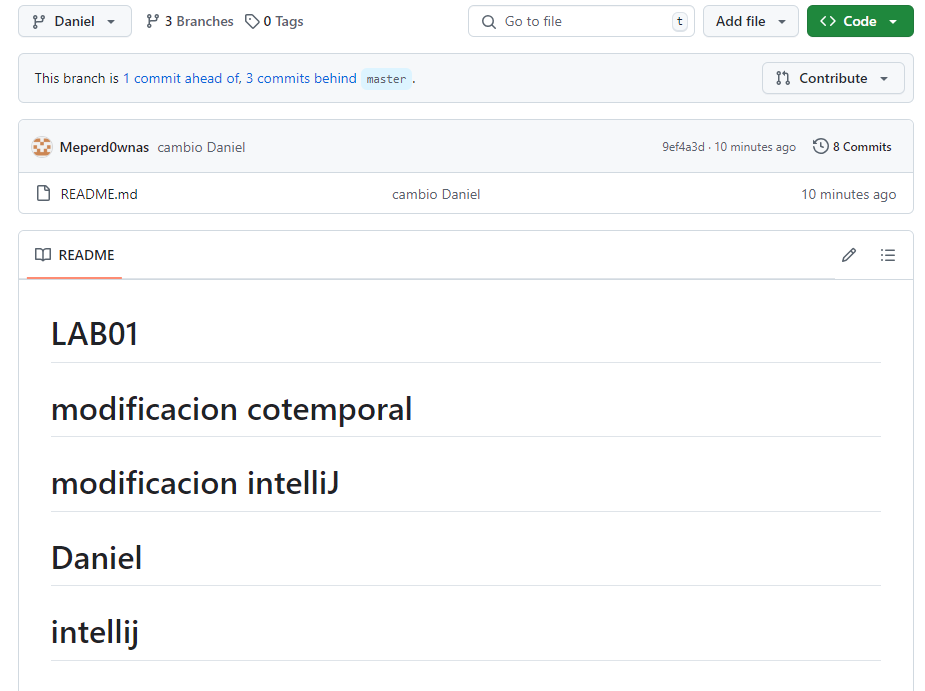 Daniel 3 Branches 0 Tags Go to file t Add file Code
This branch is 1 commit ahead of, 3 commits behind master .
Contribute
Meperd0wnas cambio Daniel 9ef4a3d · 10 minutes ago 8 Commits
README.md cambio Daniel 10 minutes ago
README
LAB01
modificacion cotemporal
modificacion intelliJ
Daniel
intellij